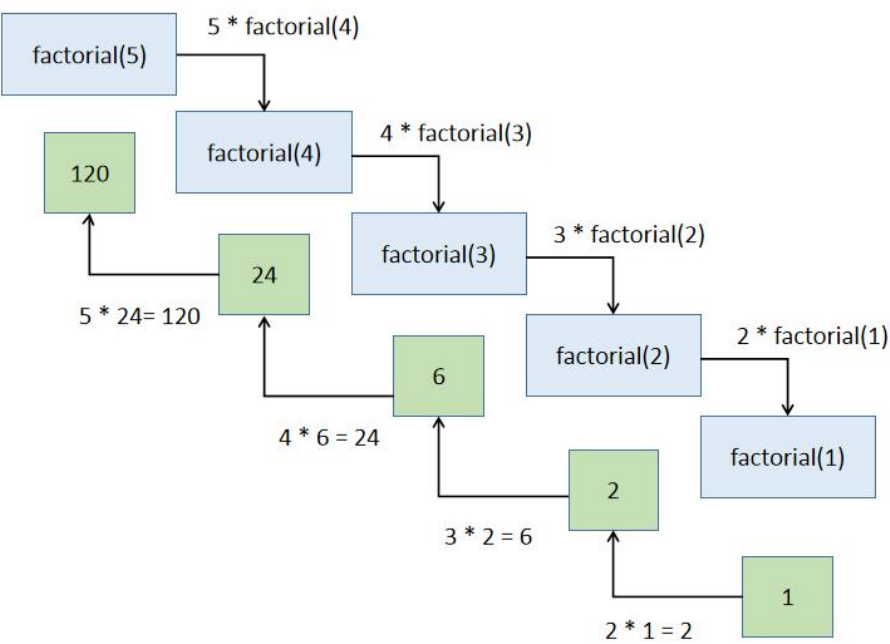 5 * factorial(4)
factorial(5)
4 * factorial(3)
factorial(4)
120
3 * factorial(2)
factorial(3)
24
5 * 24= 120
2 * factorial(1)
factorial(2)
6
4 * 6 = 24
factorial(1)
2
3 * 2 = 6
1
2 * 1 = 2